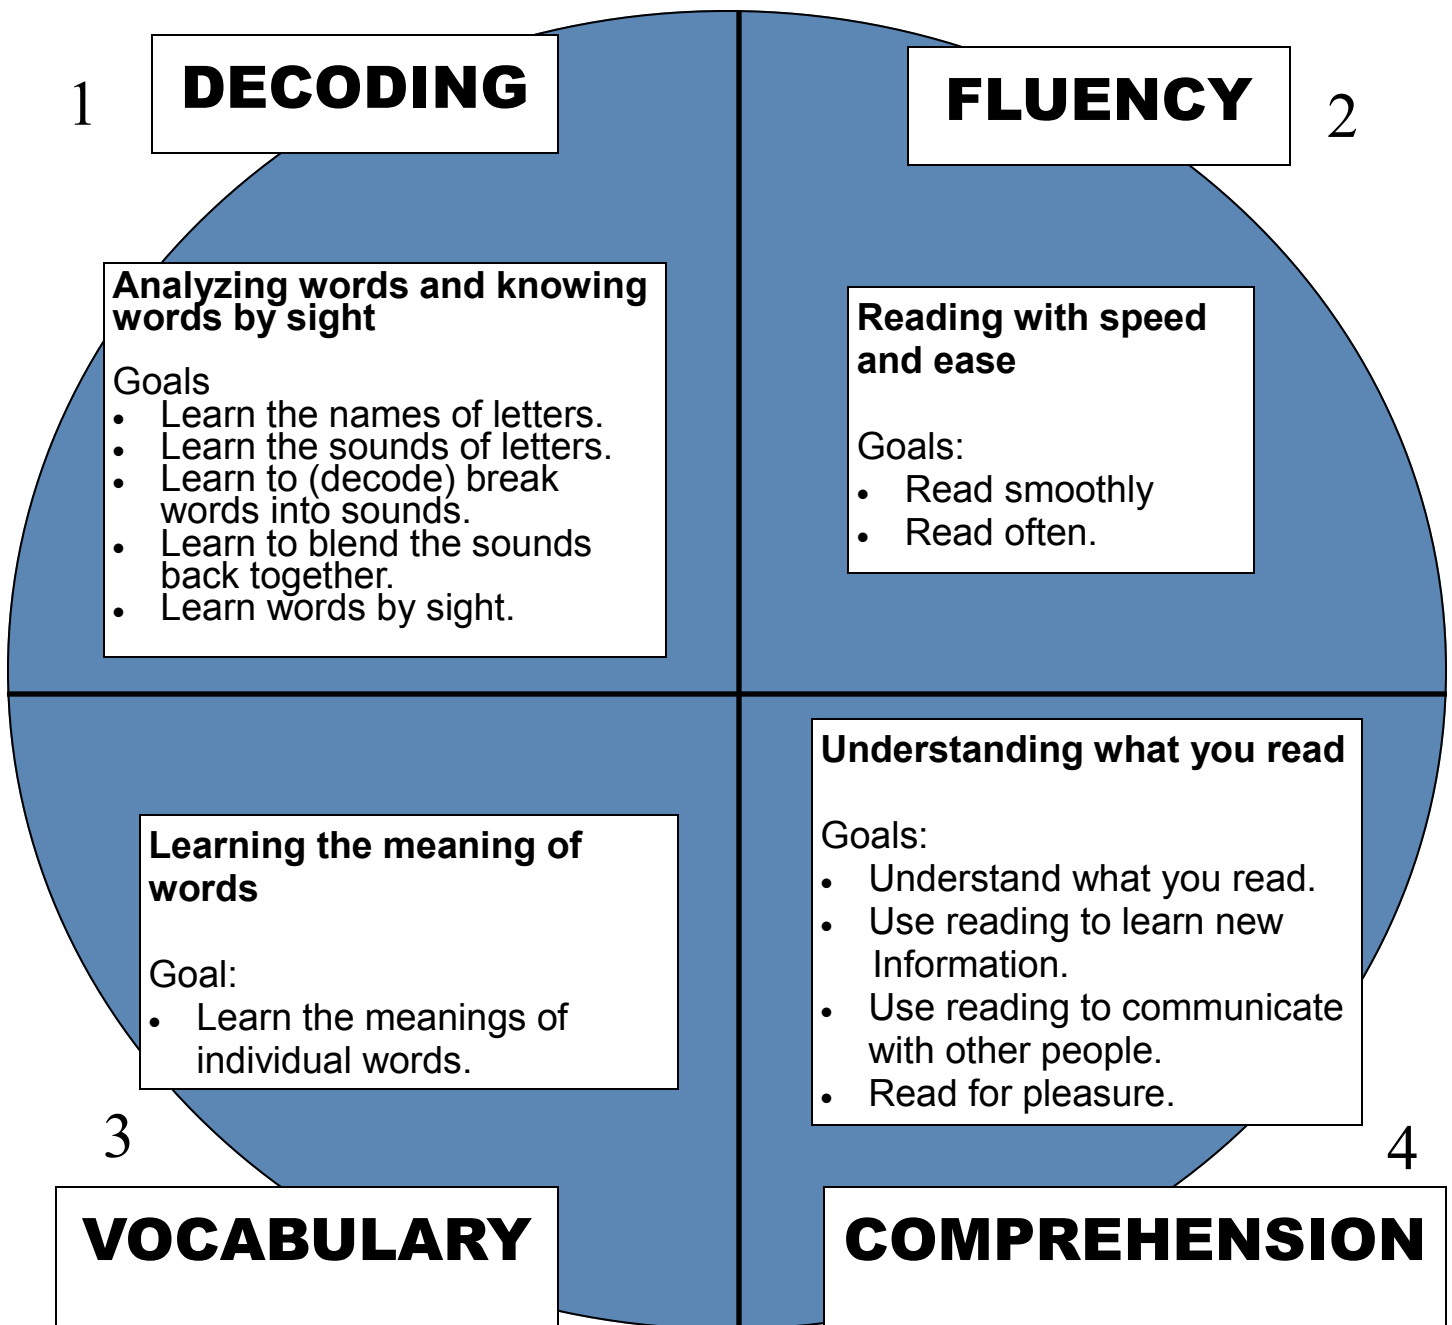 1
DECODING
Analyzing words and knowing
words by sight
Goals
• Learn the names of letters.
• Learn the sounds of letters.
• Learn to (decode) break
words into sounds.
• Learn to blend the sounds
back together.
• Learn words by sight.
FLUENCY
2
Reading with speed
and ease
Goals:
• Read smoothly
• Read often.
Learning the meaning of
words
Goal:
• Learn the meanings of
individual words.
3
VOCABULARY
Understanding what you read
Goals:
• Understand what you read.
• Use reading to learn new
Information.
• Use reading to communicate
with other people.
• Read for pleasure.
4
COMPREHENSION